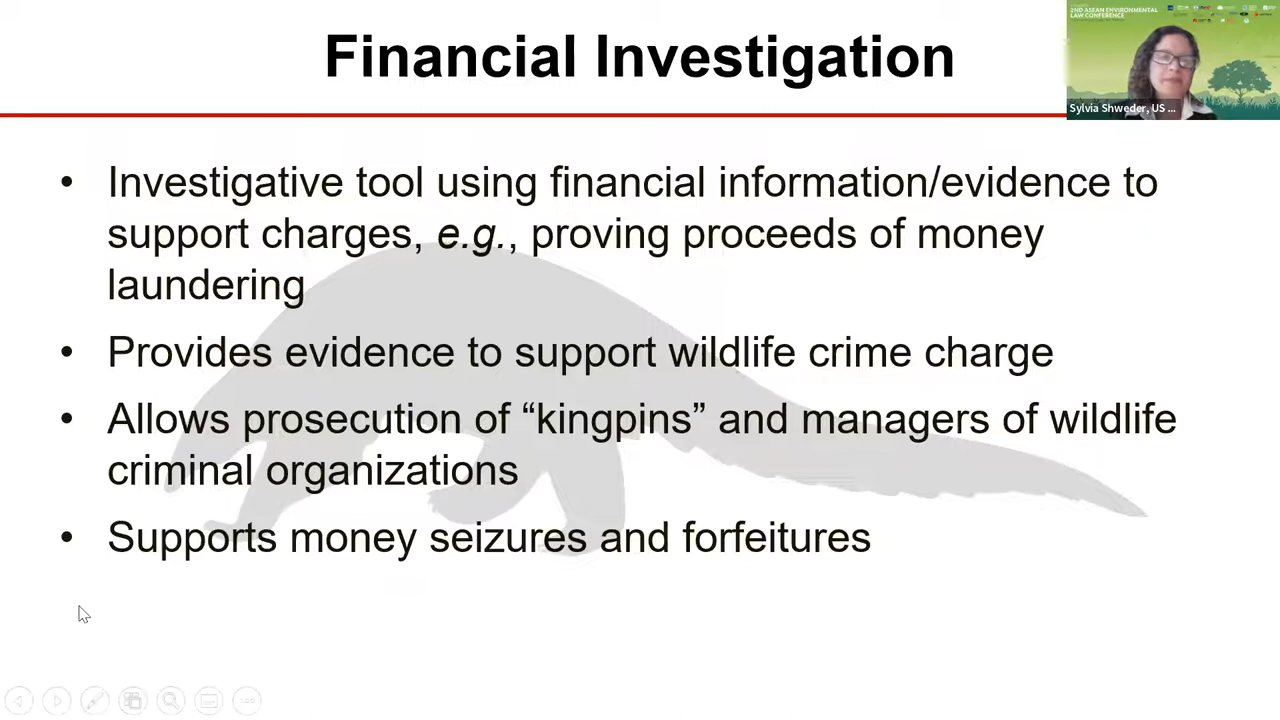 Financial Investigation
2ND ASEAN ENVIRONMENTAL
LAW CONFERENCE
Sylvia Shweder, US ...
• Investigative tool using financial information/evidence to
support charges, e.g., proving proceeds of money
laundering
• Provides evidence to support wildlife crime charge
• Allows prosecution of “kingpins” and managers of wildlife
criminal organizations
• Supports money seizures and forfeitures